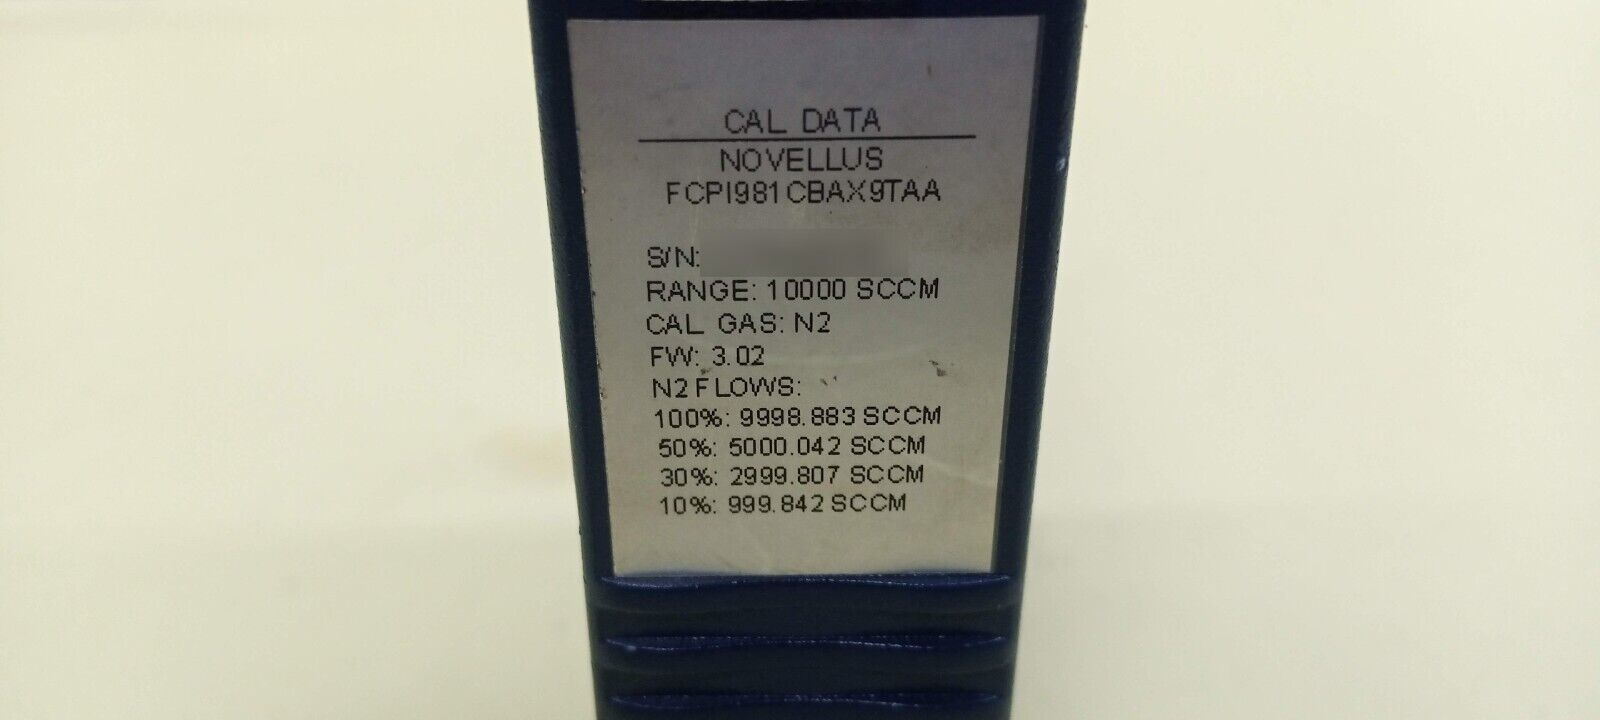 CAL DATA
NOVELLUS
FCPI981CBAX9TAA
S/N:
RANGE: 10000 SCCM
CAL GAS: N2
FW: 3.02
N2 FLOWS:
100%: 9998.883 SCCM
50%: 5000.042 SCCM
30%: 2999.807 SCCM
10%: 999.842 SCCM